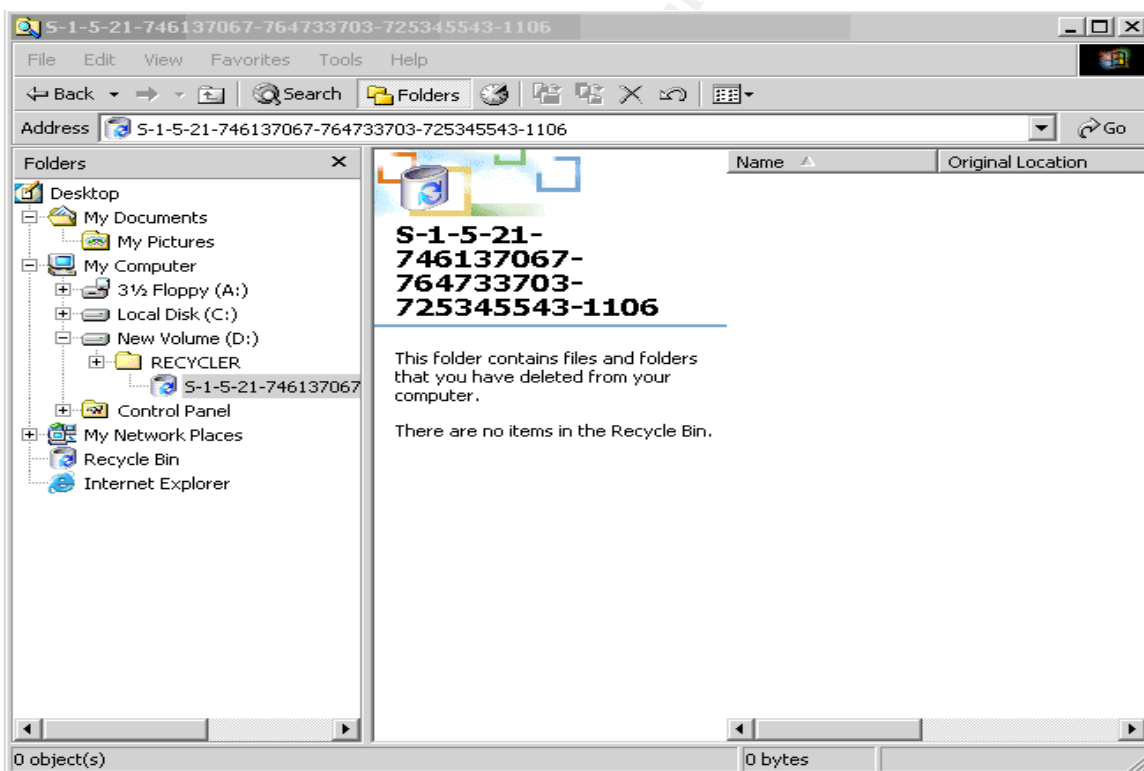 S-1-5-21-746137067-764733703-725345543-1106
File Edit View Favorites Tools Help
Back Search Folders
Address S-1-5-21-746137067-764733703-725345543-1106 Go
Folders
Desktop
My Documents
My Pictures
My Computer
3½ Floppy (A:)
Local Disk (C:)
New Volume (D:)
RECYCLER
S-1-5-21-746137067
Control Panel
My Network Places
Recycle Bin
Internet Explorer
S-1-5-21-
746137067-
764733703-
725345543-1106
This folder contains files and folders
that you have deleted from your
computer.
There are no items in the Recycle Bin.
Name Original Location
0 object(s) 0 bytes